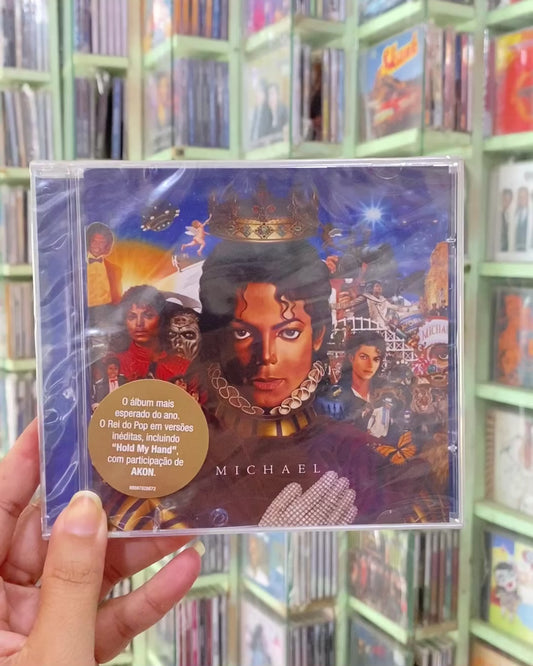 MICHAEL
O álbum mais
esperado do ano.
O Rei do Pop em versões
inéditas, incluindo
"Hold My Hand",
com participação de
AKON.
MICHAEL